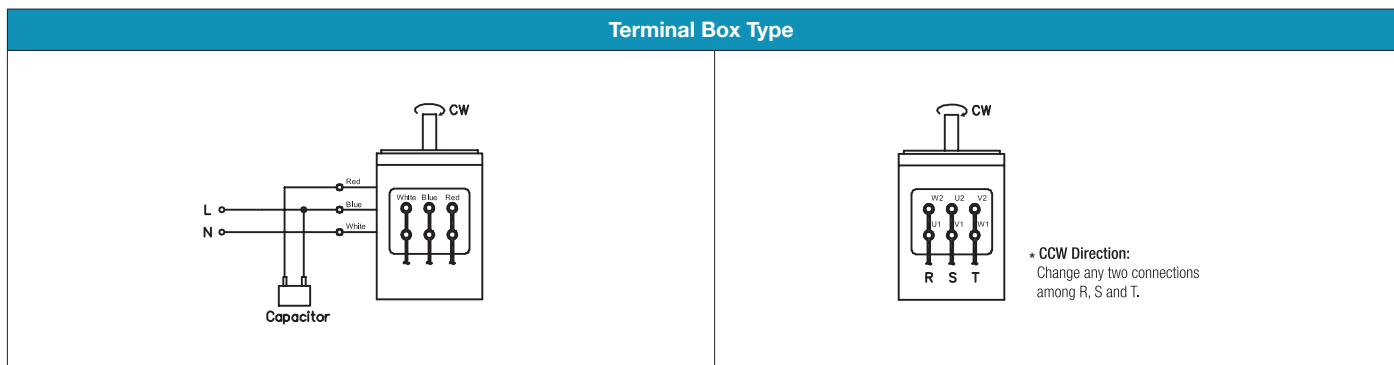 Terminal Box Type
CW
Red
Blue
White
L
N
White Blue Red
Capacitor
CW
W2 U2 V2
U1 V1 W1
R S T
* CCW Direction:
Change any two connections
among R, S and T.